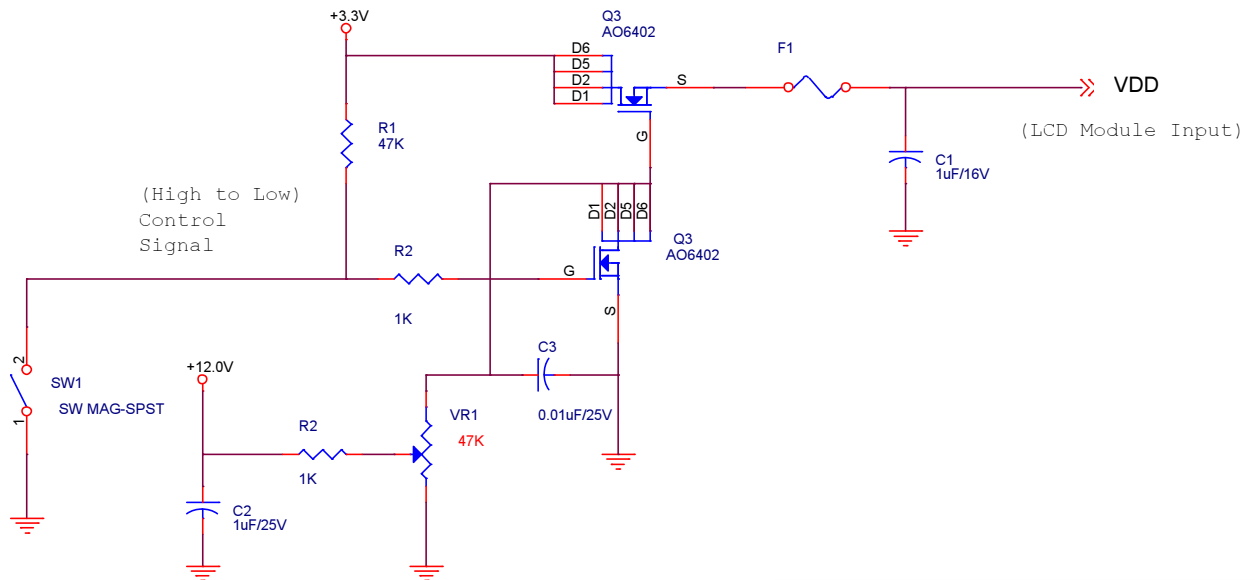 +3.3V
Q3
AO6402
D6
D5
D2
D1
S
G
F1
VDD
(LCD Module Input)
R1
47K
C1
1uF/16V
(High to Low)
Control
Signal
D1
D2
D5
D6
Q3
AO6402
R2
1K
G
S
2
1
SW1
SW MAG-SPST
+12.0V
C3
0.01uF/25V
R2
1K
VR1
47K
C2
1uF/25V